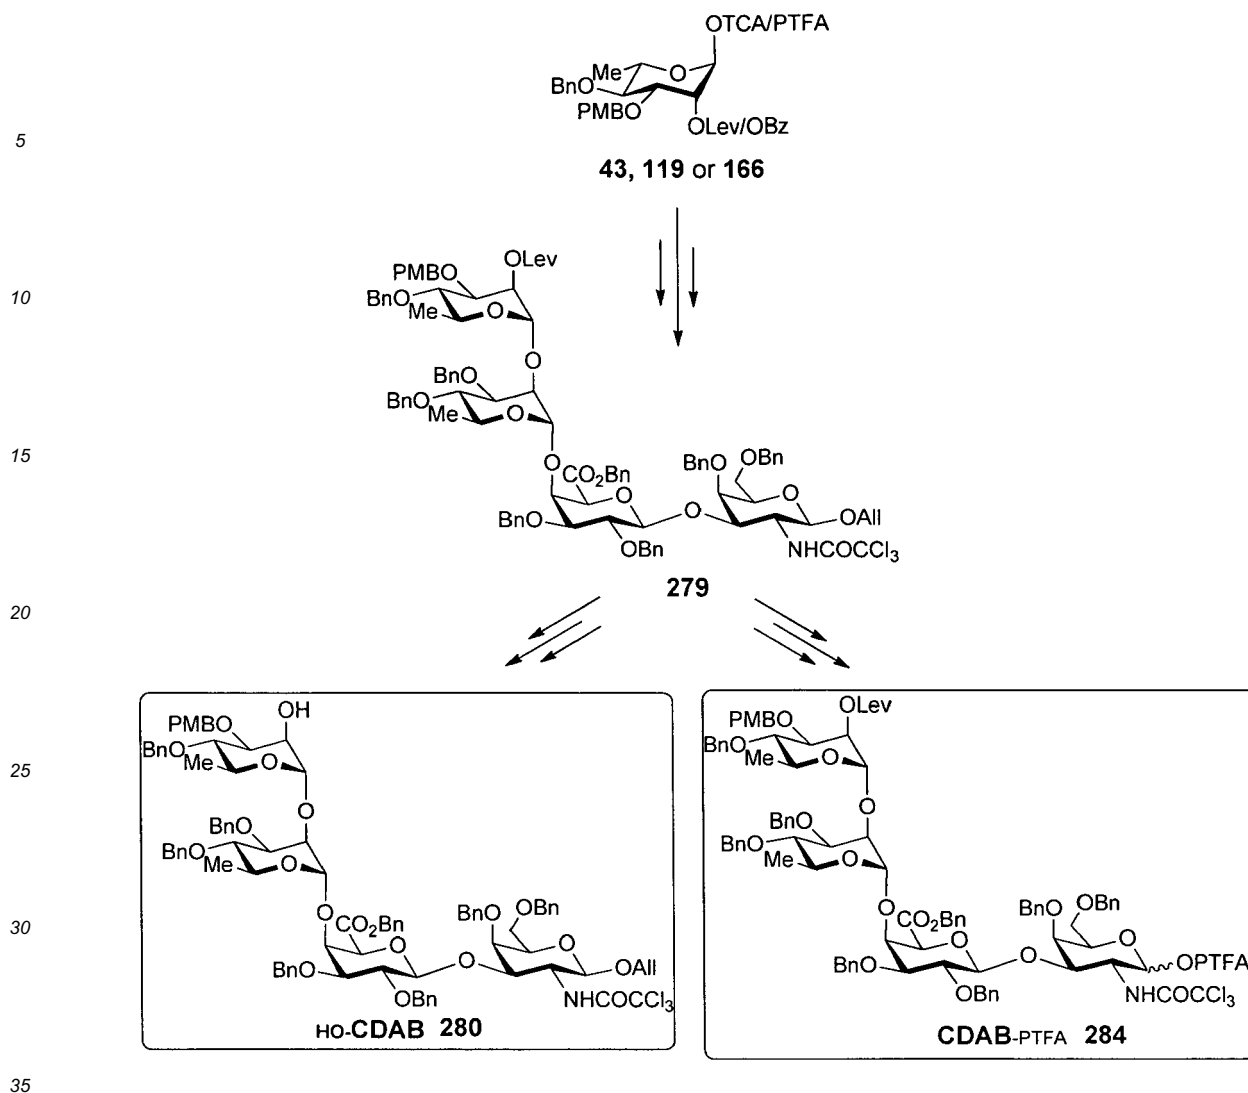 OTCA/PTFA
Me
O
BnO
PMBO
OLev/OBz
5
43, 119 or 166
PMBO
OLev
10
BnO
Me
O
O
BnO
BnO
Me
O
15
O
CO2Bn
BnO
OBn
O
O
BnO
O
OAll
OBn
NHCOCCl3
279
20
PMBO
OH
BnO
Me
O
25
O
BnO
BnO
Me
O
O
CO2Bn
BnO
OBn
30
O
O
BnO
O
OAll
OBn
NHCOCCl3
HO-CDAB 280
PMBO
OLev
BnO
Me
O
O
BnO
BnO
Me
O
O
CO2Bn
BnO
OBn
O
O
BnO
O
OPTFA
OBn
NHCOCCl3
CDAB-PTFA 284
35